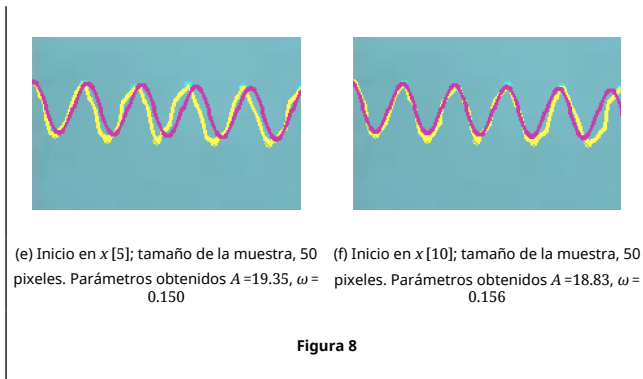 (e) Inicio en x [5]; tamaño de la muestra, 50
pixeles. Parámetros obtenidos A =19.35, ω =
0.150
(f) Inicio en x [10]; tamaño de la muestra, 50
pixeles. Parámetros obtenidos A =18.83, ω =
0.156
Figura 8